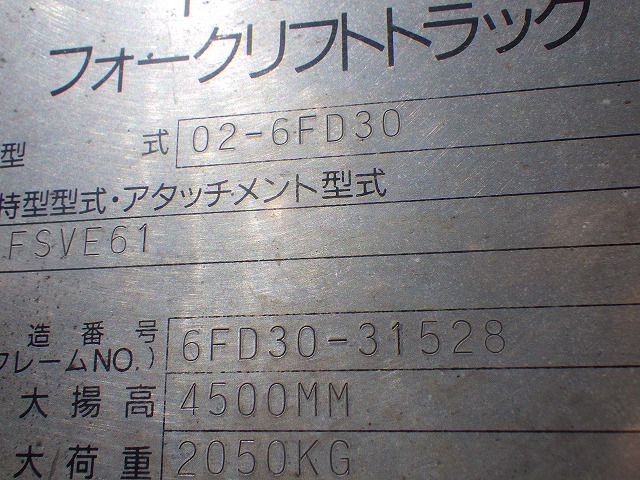 フォークリフトトラック
型式 02-6FD30
特型型式・アタッチメント型式
FSVE61
造番号 6FD30-31528
フレームNO.)
大揚高 4500MM
大荷重 2050KG